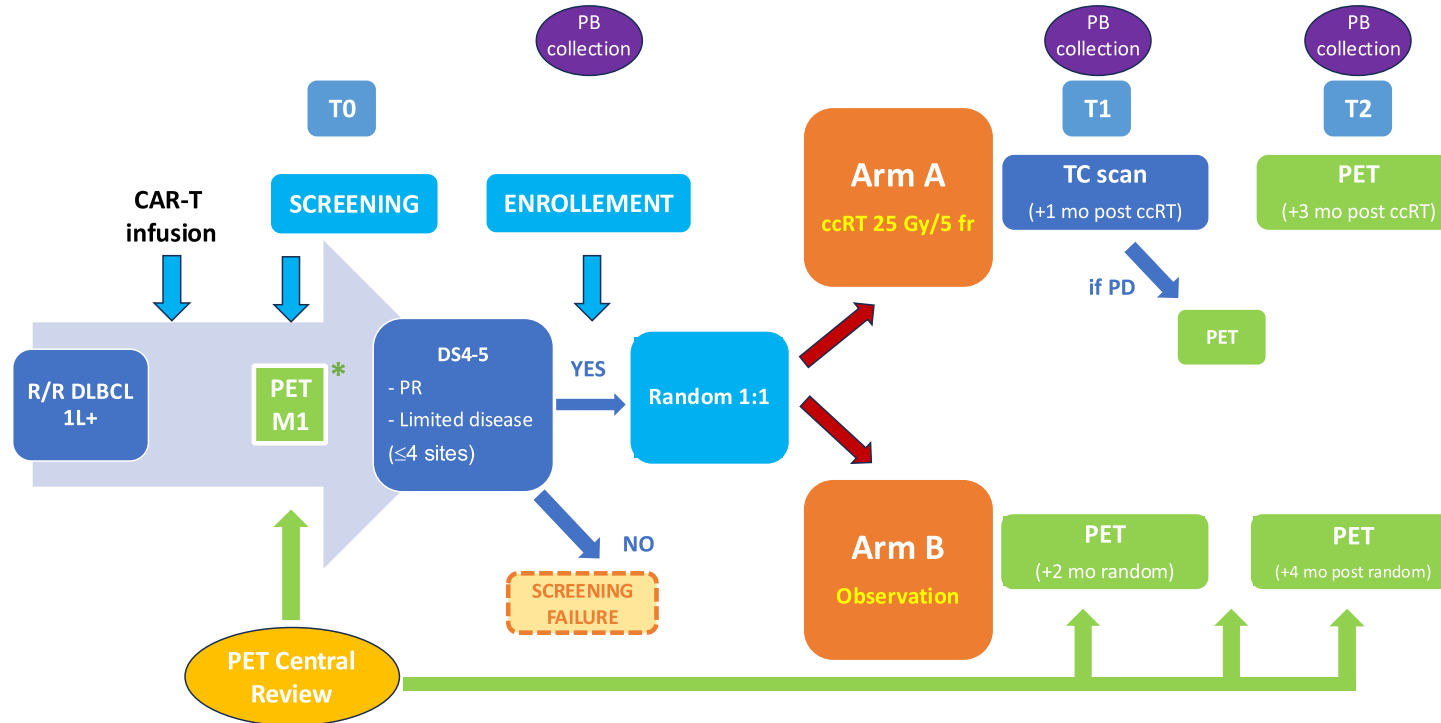 PB
collection
PB
collection
PB
collection
T0
T1
T2
CAR-T
infusion
SCREENING
ENROLLEMENT
Arm A
ccRT 25 Gy/5 fr
TC scan
(+1 mo post ccRT)
PET
(+3 mo post ccRT)
if PD
PET
R/R DLBCL
1L+
PET
M1
*
DS4-5
- PR
- Limited disease
(≤4 sites)
YES
Random 1:1
NO
SCREENING
FAILURE
Arm B
Observation
PET
(+2 mo random)
PET
(+4 mo post random)
PET Central
Review